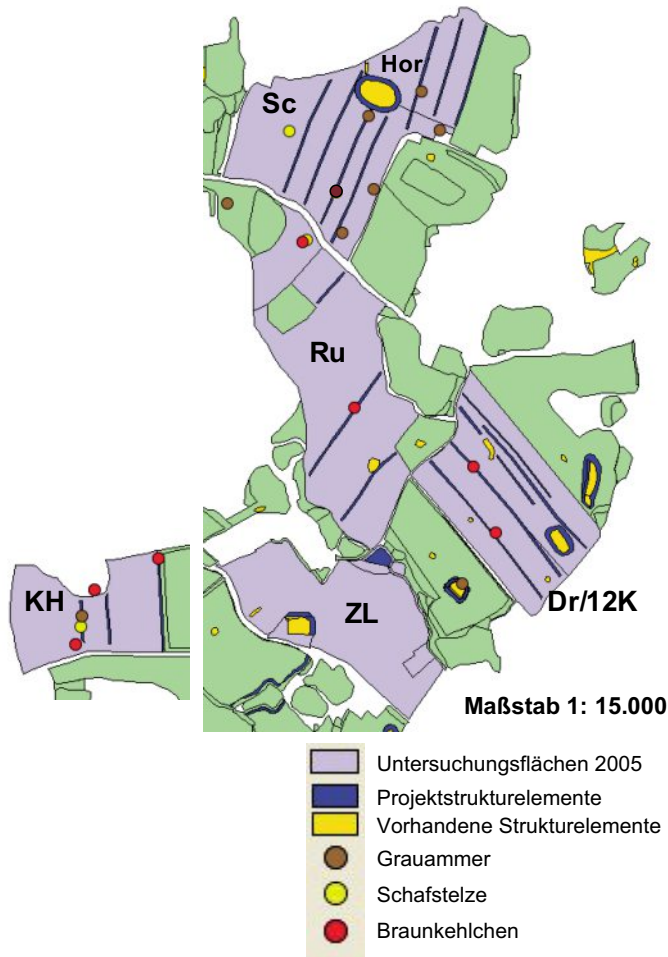 Hor
Sc
Ru
KH
ZL
Dr/12K
Maßstab 1: 15.000
Untersuchungsflächen 2005
Projektstrukturelemente
Vorhandene Strukturelemente
Grauammer
Schafstelze
Braunkehlchen